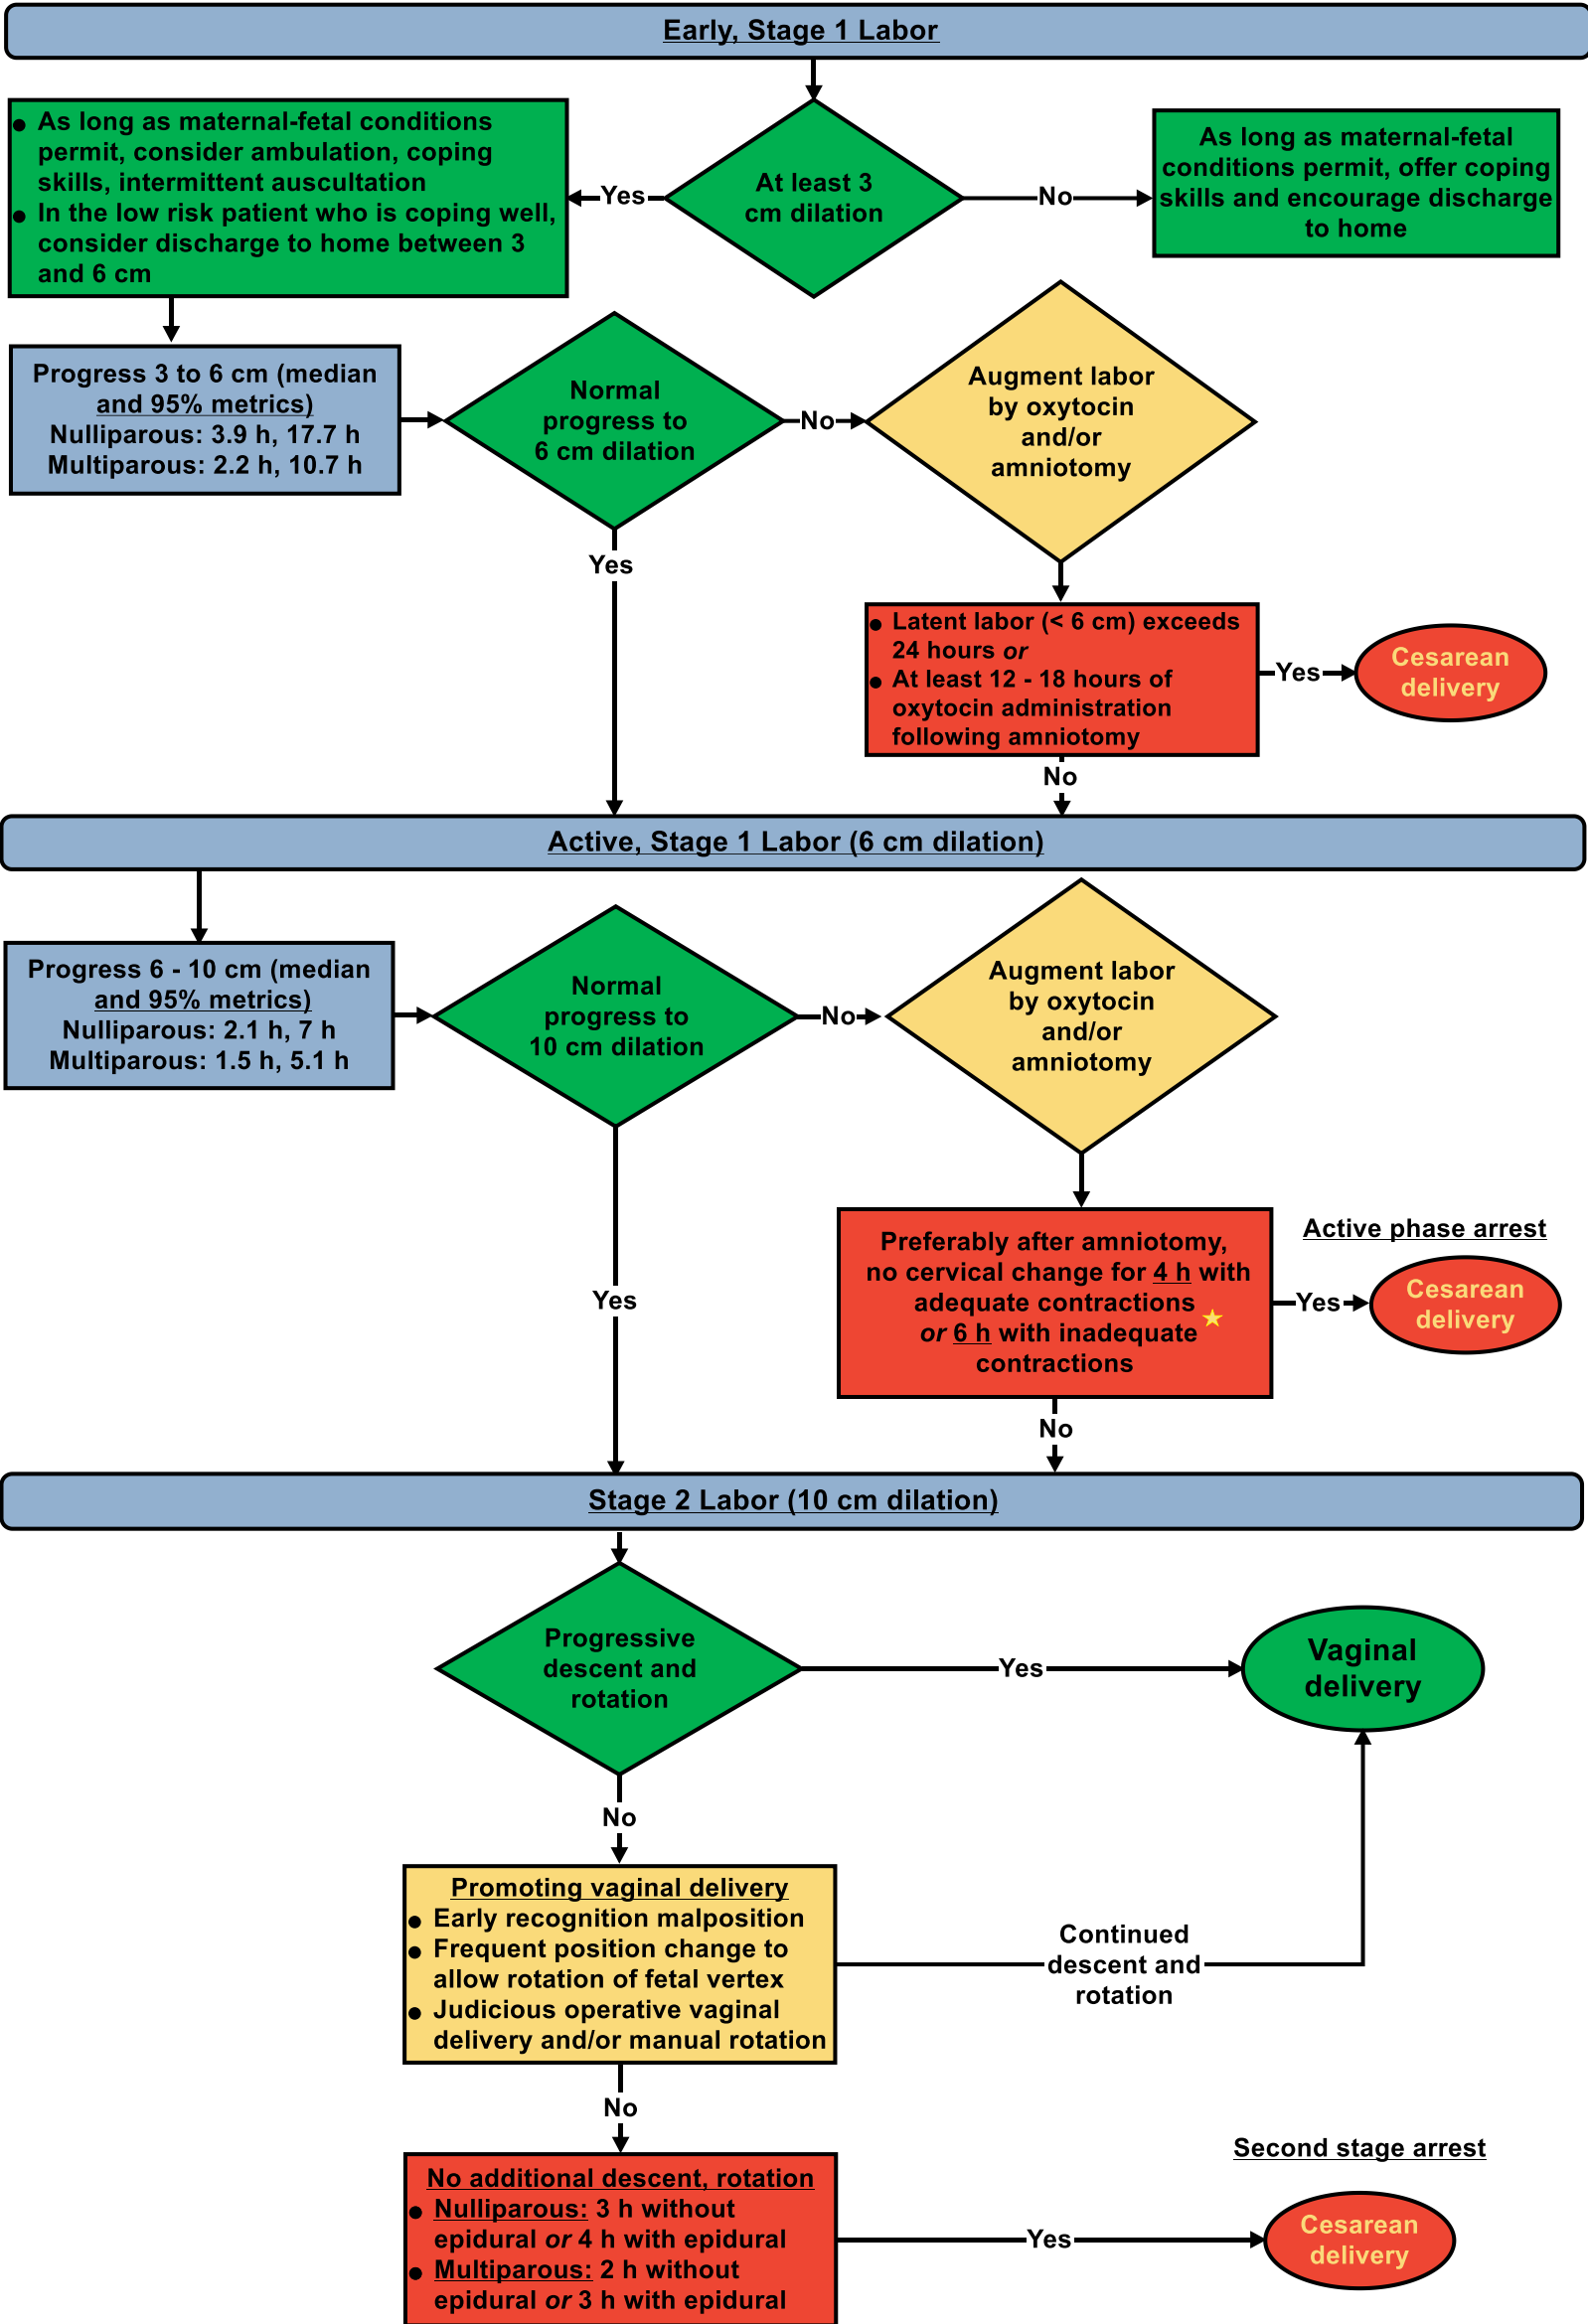 Early, Stage 1 Labor
● As long as maternal-fetal conditions
permit, consider ambulation, coping
skills, intermittent auscultation
● In the low risk patient who is coping well,
consider discharge to home between 3
and 6 cm
Yes
At least 3
cm dilation
No
As long as maternal-fetal
conditions permit, offer coping
skills and encourage discharge
to home
Progress 3 to 6 cm (median
and 95% metrics)
Nulliparous: 3.9 h, 17.7 h
Multiparous: 2.2 h, 10.7 h
Normal
progress to
6 cm dilation
No
Augment labor
by oxytocin
and/or
amniotomy
Yes
● Latent labor (< 6 cm) exceeds
24 hours or
● At least 12 - 18 hours of
oxytocin administration
following amniotomy
Yes
Cesarean
delivery
No
Active, Stage 1 Labor (6 cm dilation)
Progress 6 - 10 cm (median
and 95% metrics)
Nulliparous: 2.1 h, 7 h
Multiparous: 1.5 h, 5.1 h
Normal
progress to
10 cm dilation
No
Augment labor
by oxytocin
and/or
amniotomy
Yes
Preferably after amniotomy,
no cervical change for 4 h with
adequate contractions
or 6 h with inadequate
contractions
Yes
Active phase arrest
Cesarean
delivery
No
Stage 2 Labor (10 cm dilation)
Progressive
descent and
rotation
Yes
Vaginal
delivery
No
Promoting vaginal delivery
● Early recognition malposition
● Frequent position change to
allow rotation of fetal vertex
● Judicious operative vaginal
delivery and/or manual rotation
Continued
descent and
rotation
No
No additional descent, rotation
● Nulliparous: 3 h without
epidural or 4 h with epidural
● Multiparous: 2 h without
epidural or 3 h with epidural
Yes
Second stage arrest
Cesarean
delivery